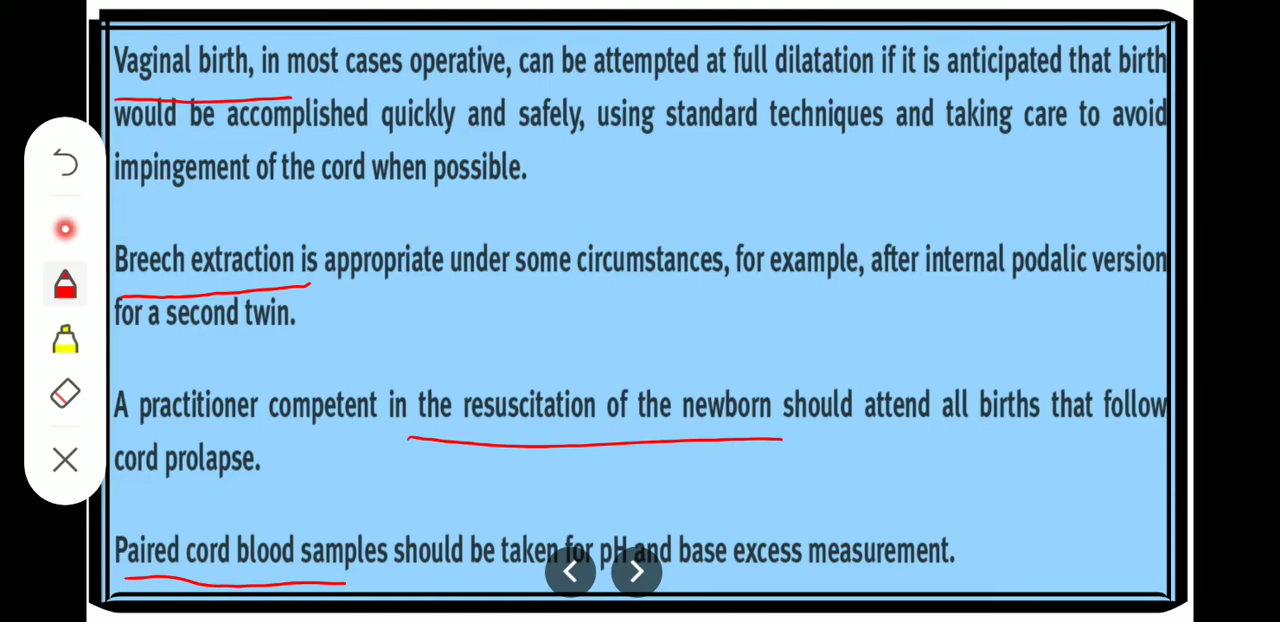 Vaginal birth, in most cases operative, can be attempted at full dilatation if it is anticipated that birth
would be accomplished quickly and safely, using standard techniques and taking care to avoid
impingement of the cord when possible.
Breech extraction is appropriate under some circumstances, for example, after internal podalic version
for a second twin.
A practitioner competent in the resuscitation of the newborn should attend all births that follow
cord prolapse.
Paired cord blood samples should be taken for pH and base excess measurement.